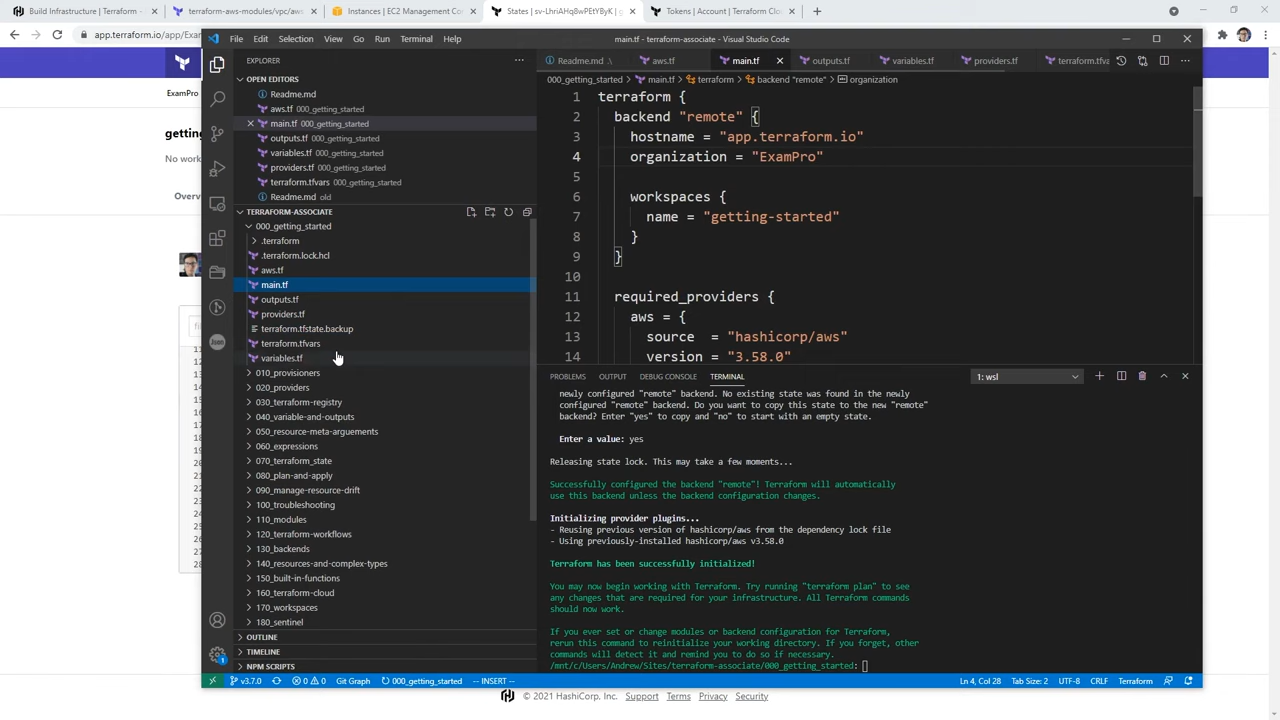 Build Infrastructure | Terraform
terraform-aws-modules/vpc/aws
Instances | EC2 Management Con
States | sv-LhriAHq8wPEtYByK |
Tokens | Account | Terraform Clo
app.terraform.io/app/Exam
ExamPro
getting
No work
Overv
File Edit Selection View Go Run Terminal Help
main.tf - terraform-associate - Visual Studio Code
EXPLORER
OPEN EDITORS
Readme.md
aws.tf 000_getting_started
main.tf 000_getting_started
outputs.tf 000_getting_started
variables.tf 000_getting_started
providers.tf 000_getting_started
terraform.tfvars 000_getting_started
Readme.md old
TERRAFORM-ASSOCIATE
000_getting_started
.terraform
.terraform.lock.hcl
aws.tf
main.tf
outputs.tf
providers.tf
terraform.tfstate.backup
terraform.tfvars
variables.tf
010_provisioners
020_providers
030_terraform-registry
040_variable-and-outputs
050_resource-meta-arguements
060_expressions
070_terraform_state
080_plan-and-apply
090_manage-resource-drift
100_troubleshooting
110_modules
120_terraform-workflows
130_backends
140_resources-and-complex-types
150_built-in-functions
160_terraform-cloud
170_workspaces
180_sentinel
OUTLINE
TIMELINE
NPM SCRIPTS
Readme.md aws.tf main.tf outputs.tf variables.tf providers.tf terraform.tfva
000_getting_started > main.tf > terraform > backend "remote" > organization
1 terraform {
2 backend "remote" {
3 hostname = "app.terraform.io"
4 organization = "ExamPro"
5
6 workspaces {
7 name = "getting-started"
8 }
9 }
10
11 required_providers {
12 aws = {
13 source = "hashicorp/aws"
14 version = "3.58.0"
PROBLEMS OUTPUT DEBUG CONSOLE TERMINAL 1: wsl
newly configured "remote" backend. No existing state was found in the newly
configured "remote" backend. Do you want to copy this state to the new "remote"
backend? Enter "yes" to copy and "no" to start with an empty state.
Enter a value: yes
Releasing state lock. This may take a few moments...
Successfully configured the backend "remote"! Terraform will automatically
use this backend unless the backend configuration changes.
Initializing provider plugins...
- Reusing previous version of hashicorp/aws from the dependency lock file
- Using previously-installed hashicorp/aws v3.58.0
Terraform has been successfully initialized!
You may now begin working with Terraform. Try running "terraform plan" to see
any changes that are required for your infrastructure. All Terraform commands
should now work.
If you ever set or change modules or backend configuration for Terraform,
rerun this command to reinitialize your working directory. If you forget, other
commands will detect it and remind you to do so if necessary.
/mnt/c/Users/Andrew/Sites/terraform-associate/000_getting_started:
v3.7.0 0 0 Git Graph 000_getting_started -- INSERT -- Ln 4, Col 28 Tab Size: 2 UTF-8 CRLF Terraform
© 2021 HashiCorp, Inc. Support Terms Privacy Security